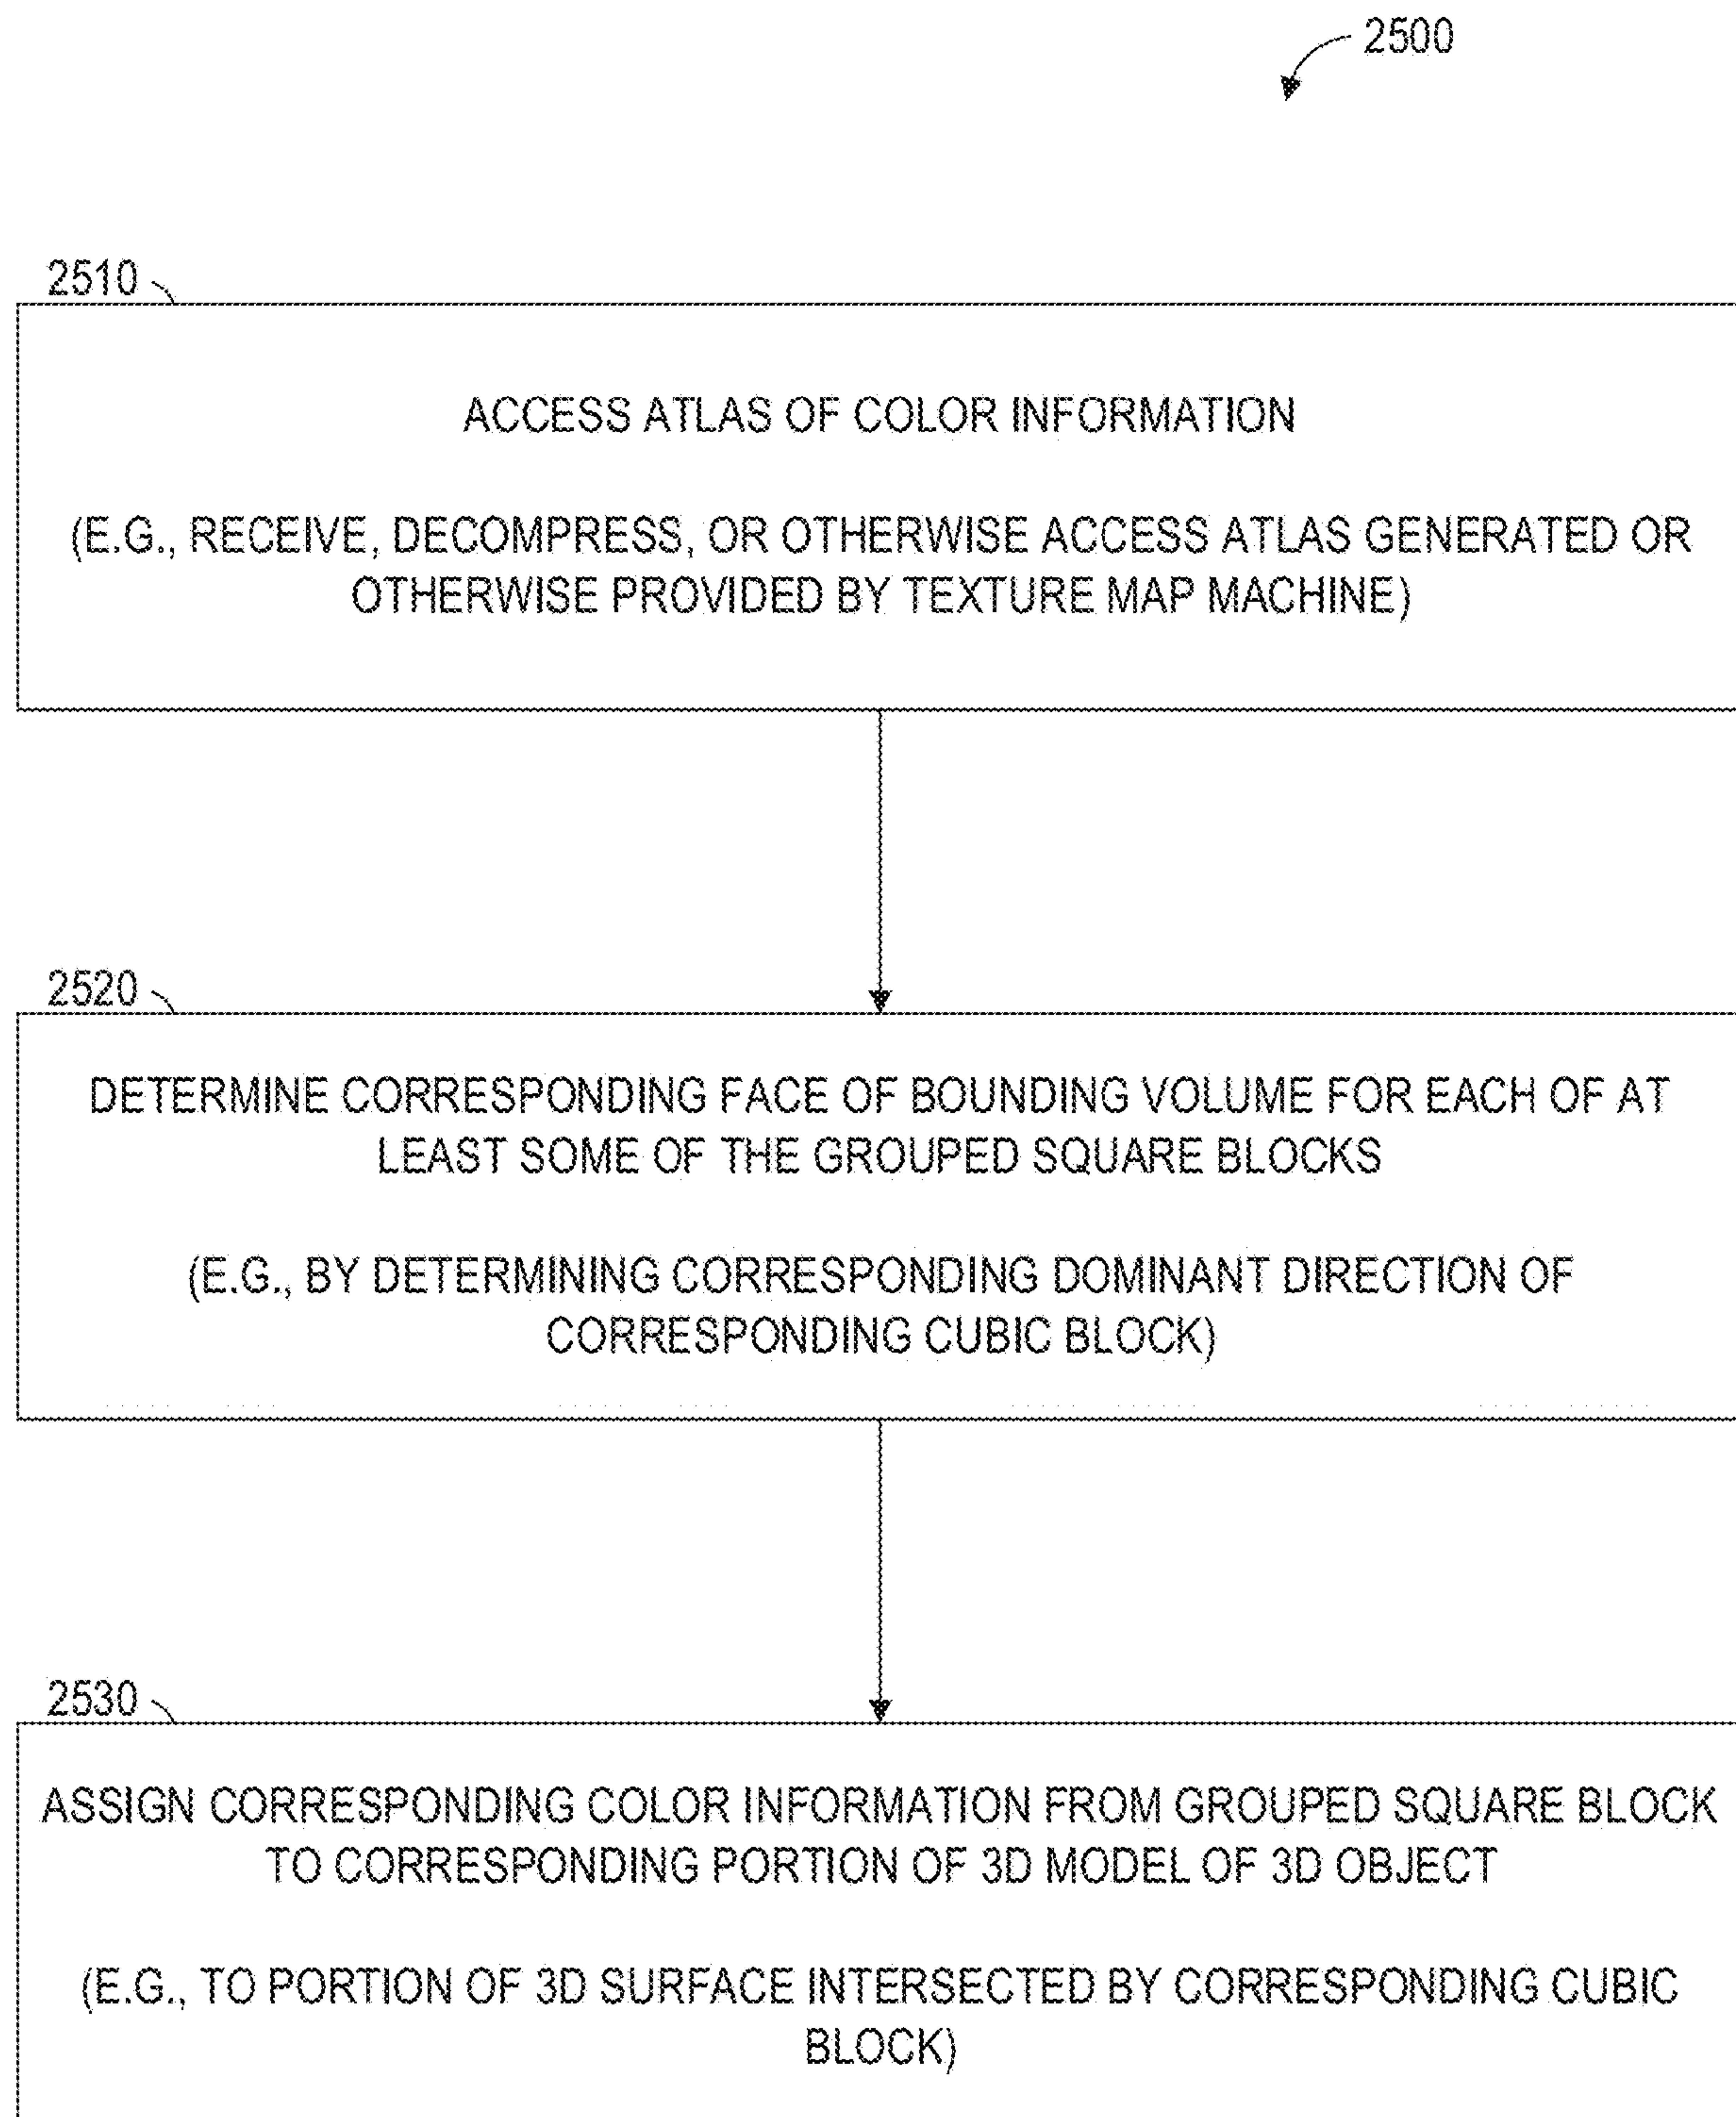 2500
2510
ACCESS ATLAS OF COLOR INFORMATION
(E.G., RECEIVE, DECOMPRESS, OR OTHERWISE ACCESS ATLAS GENERATED OR
OTHERWISE PROVIDED BY TEXTURE MAP MACHINE)
2520
DETERMINE CORRESPONDING FACE OF BOUNDING VOLUME FOR EACH OF AT
LEAST SOME OF THE GROUPED SQUARE BLOCKS
(E.G., BY DETERMINING CORRESPONDING DOMINANT DIRECTION OF
CORRESPONDING CUBIC BLOCK)
2530
ASSIGN CORRESPONDING COLOR INFORMATION FROM GROUPED SQUARE BLOCK
TO CORRESPONDING PORTION OF 3D MODEL OF 3D OBJECT
(E.G., TO PORTION OF 3D SURFACE INTERSECTED BY CORRESPONDING CUBIC
BLOCK)